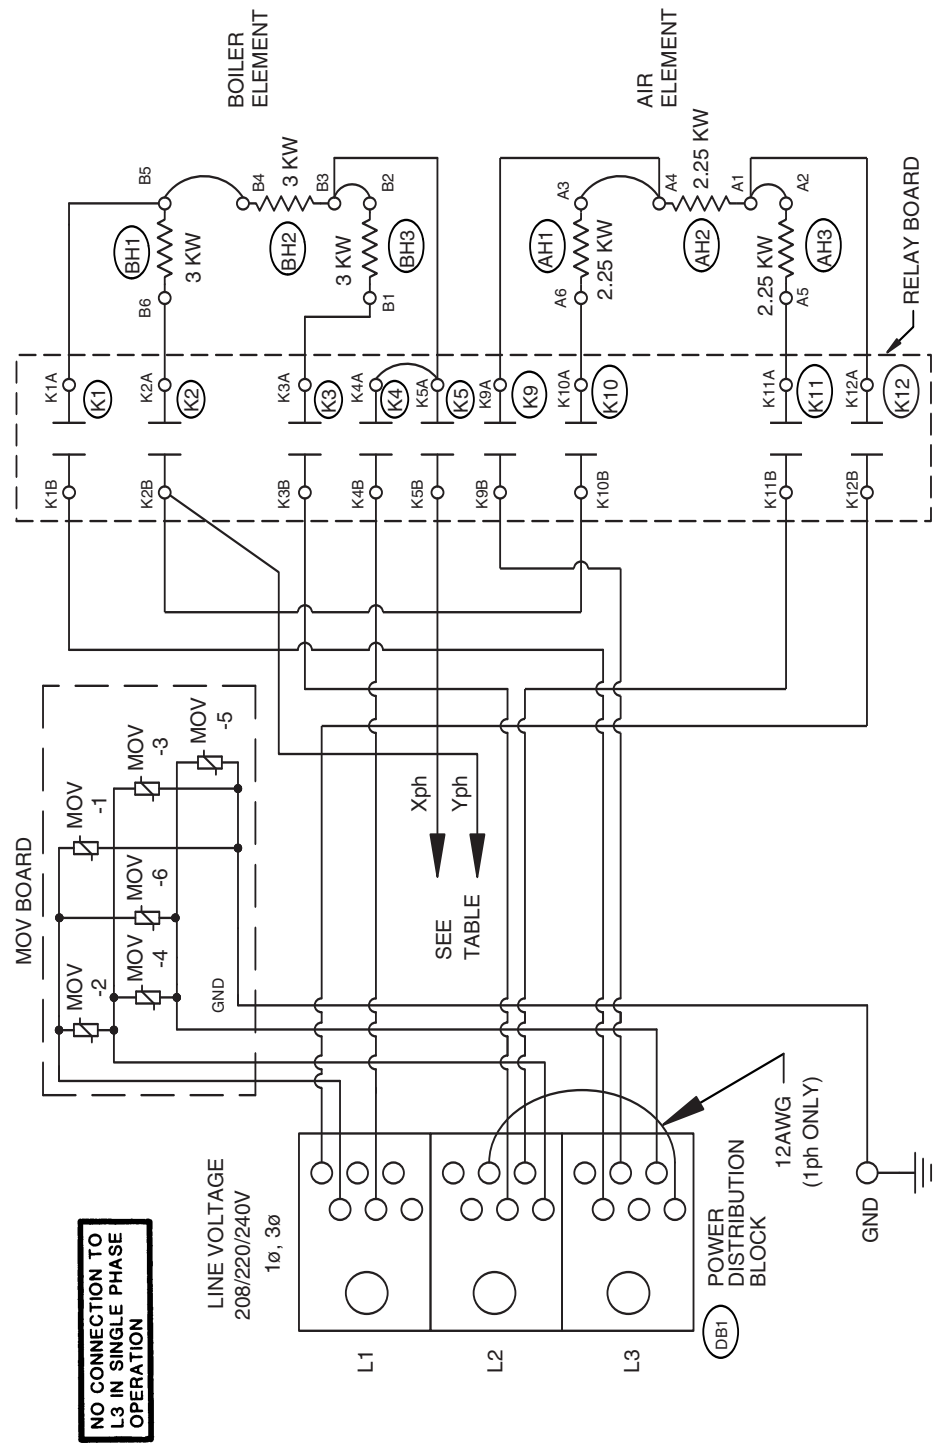 NO CONNECTION TO
L3 IN SINGLE PHASE
OPERATION
LINE VOLTAGE
208/220/240V
1ø, 3ø
L1
L2
L3
DB1
POWER
DISTRIBUTION
BLOCK
12AWG
(1ph ONLY)
GND
MOV BOARD
MOV
-2
MOV
-4
MOV
-6
MOV
-1
MOV
-3
MOV
-5
GND
SEE
TABLE
Xph
Yph
K1B
K2B
K3B
K4B
K5B
K9B
K10B
K11B
K12B
K1A
K2A
K3A
K4A
K5A
K9A
K10A
K11A
K12A
K1
K2
K3
K4
K5
K9
K10
K11
K12
RELAY BOARD
B6
B5
BH1
3 KW
B4
BH2
3 KW
B3
B2
B1
BH3
3 KW
BOILER
ELEMENT
A6
A3
AH1
2.25 KW
A4
AH2
2.25 KW
A1
A2
A5
AH3
2.25 KW
AIR
ELEMENT